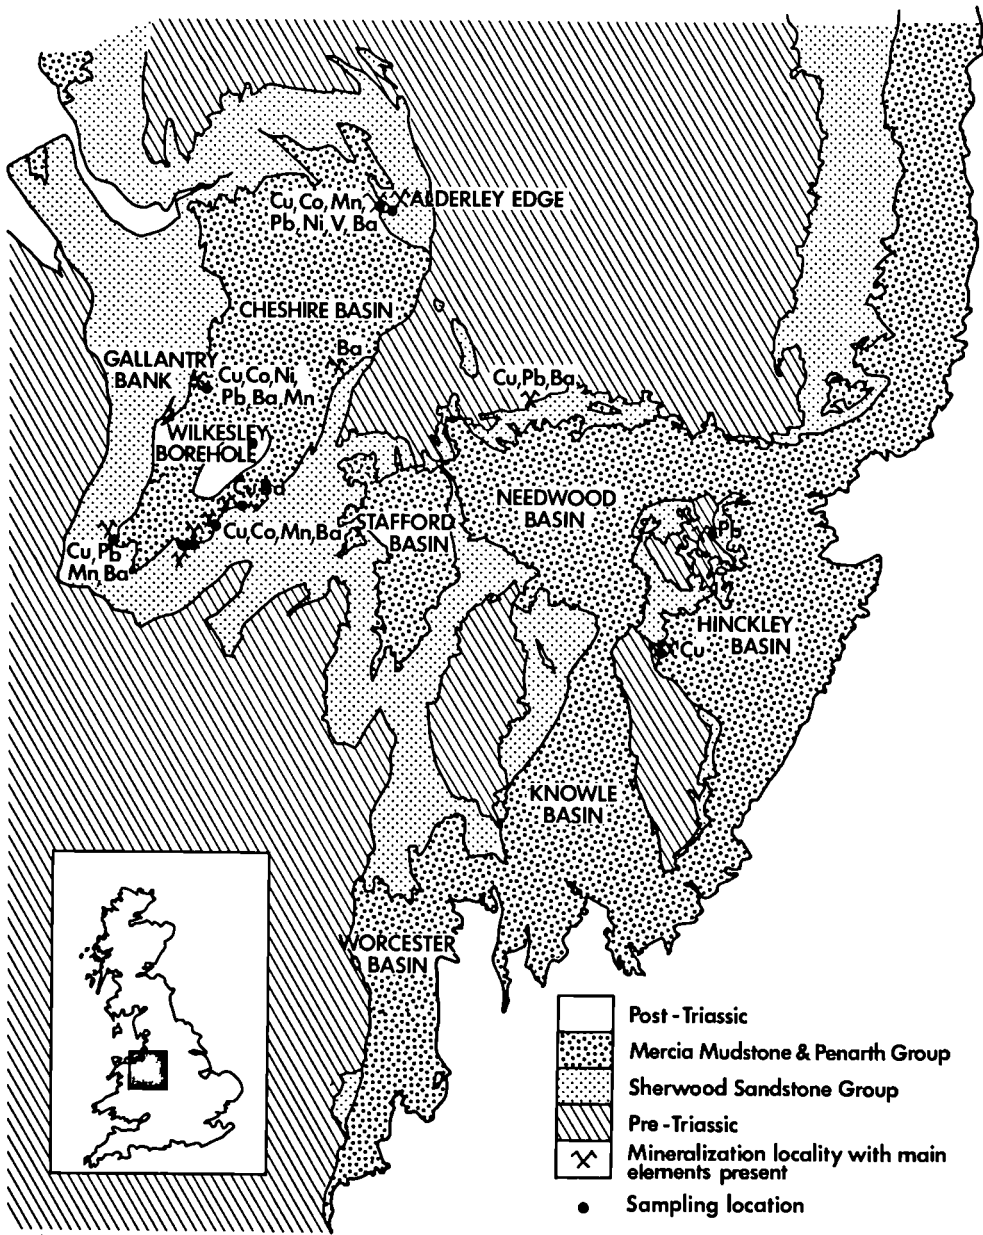 Cu, Co, Mn,
Pb, Ni, V, Ba
ALDERLEY EDGE
CHESHIRE BASIN
Ba
GALLANTRY
BANK
Cu, Co, Ni,
Pb, Ba, Mn
Cu, Pb, Ba
WILKESLEY
BOREHOLE
Cu, Co, Mn, Ba
Cu, Pb
Mn, Ba
STAFFORD
BASIN
NEEDWOOD
BASIN
Pb
HINCKLEY
BASIN
Cu
KNOWLE
BASIN
WORCESTER
BASIN
Post - Triassic
Mercia Mudstone & Penarth Group
Sherwood Sandstone Group
Pre - Triassic
Mineralization locality with main
elements present
Sampling location